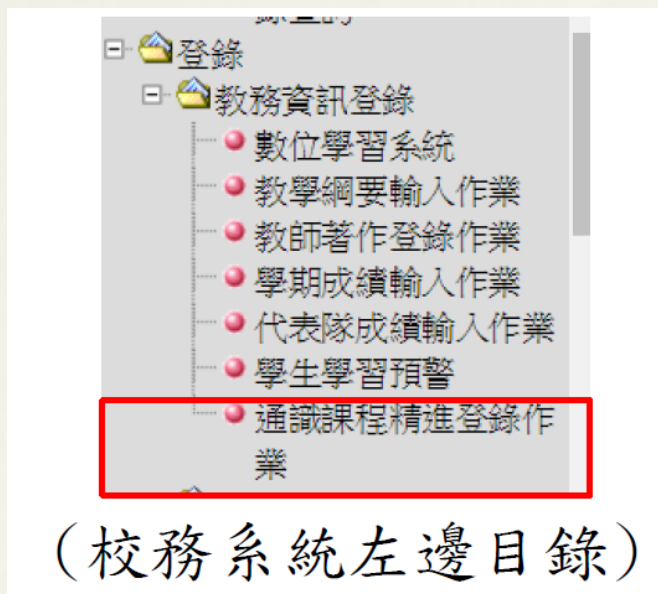 登錄
教務資訊登錄
數位學習系統
教學綱要輸入作業
教師著作登錄作業
學期成績輸入作業
代表隊成績輸入作業
學生學習預警
通識課程精進登錄作
業
（校務系統左邊目錄）